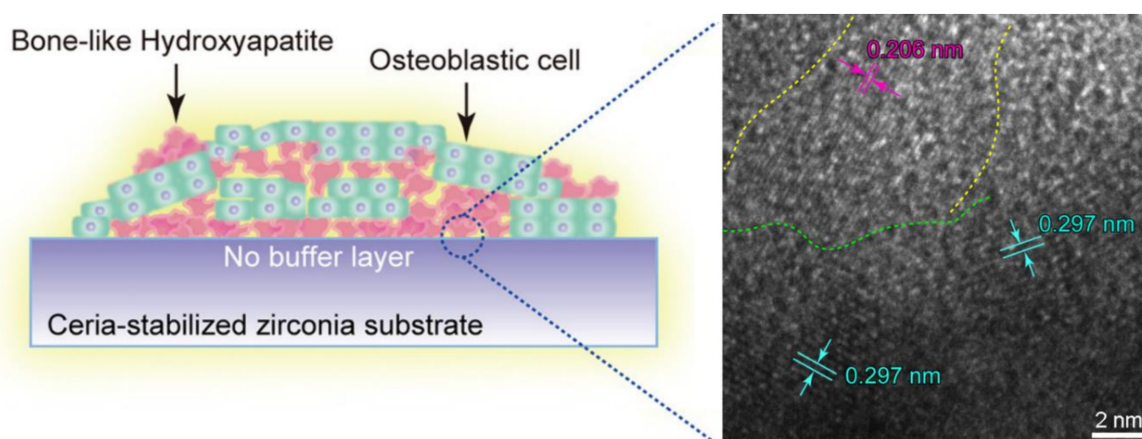 Bone-like Hydroxyapatite
Osteoblastic cell
No buffer layer
Ceria-stabilized zirconia substrate
0.206 nm
0.297 nm
0.297 nm
2 nm